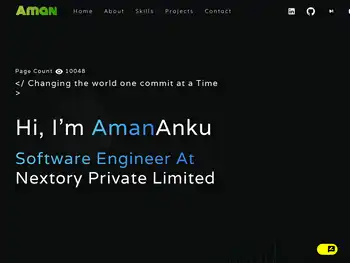 Aman Home About Skills Projects Contact
Page Count 10048
</ Changing the world one commit at a Time
>
Hi, I'm AmanAnku
Software Engineer At
Nextory Private Limited